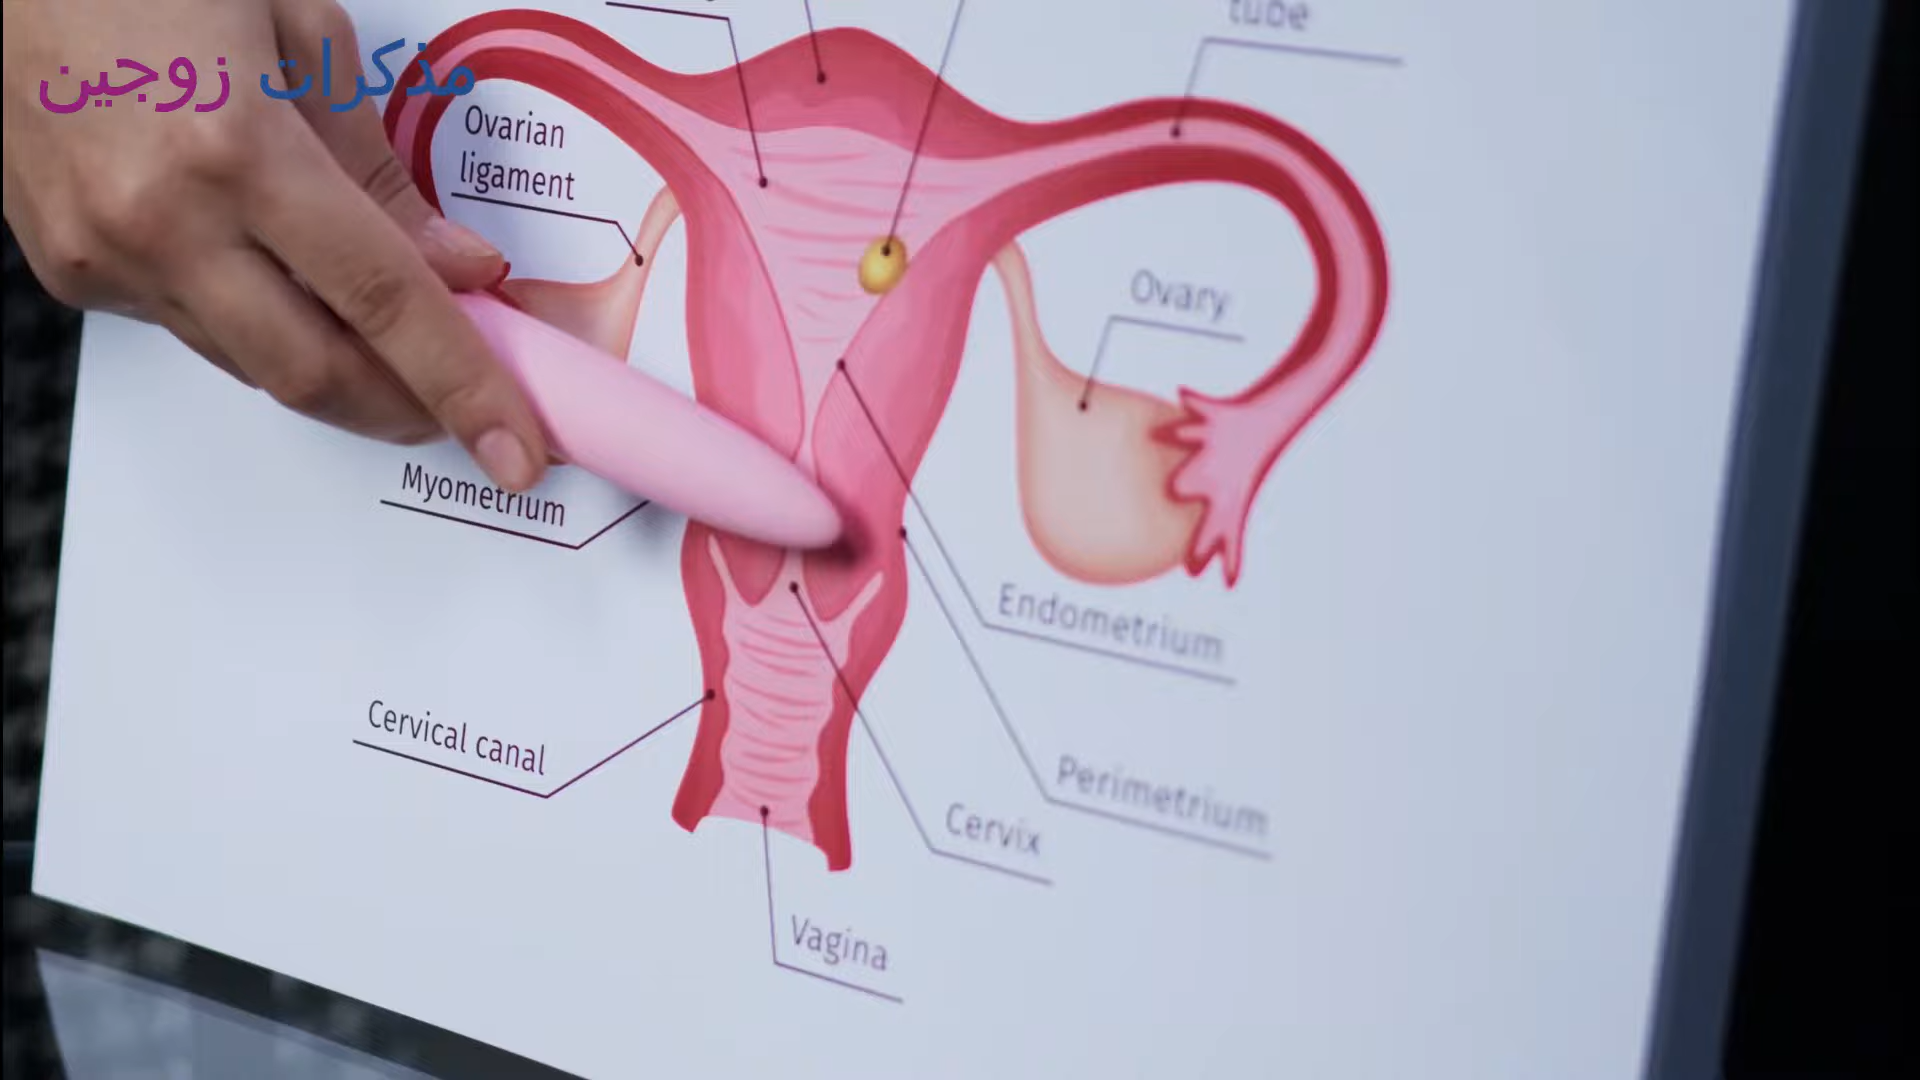 مذكرات زوجين
tube
Ovarian
ligament
Ovary
Myometrium
Endometrium
Cervical canal
Perimetrium
Cervix
Vagina